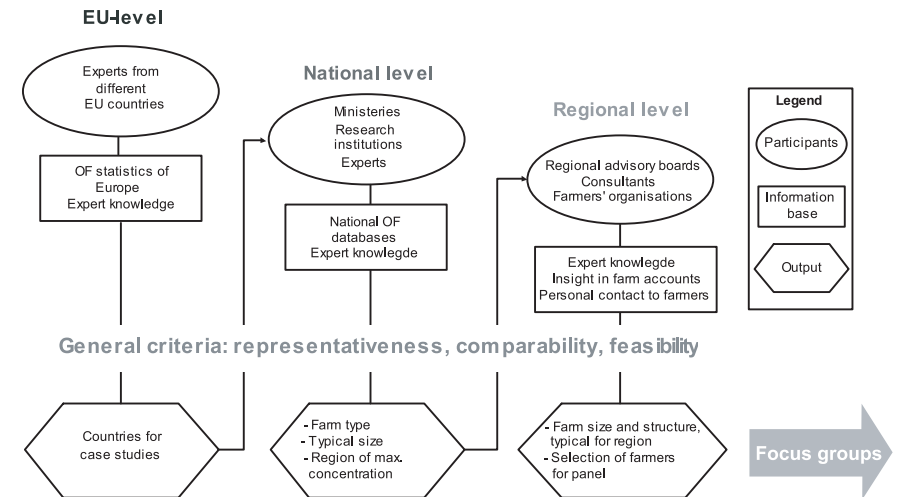 EU-level
Experts from
different
EU countries
OF statistics of
Europe
Expert knowledge
National level
Ministeries
Research
institutions
Experts
National OF
databases
Expert knowlegde
Regional level
Regional advisory boards
Consultants
Farmers' organisations
Expert knowlegde
Insight in farm accounts
Personal contact to farmers
Legend
Participants
Information
base
Output
General criteria: representativeness, comparability, feasibility
Countries for
case studies
- Farm type
- Typical size
- Region of max.
concentration
- Farm size and structure,
typical for region
- Selection of farmers
for panel
Focus groups